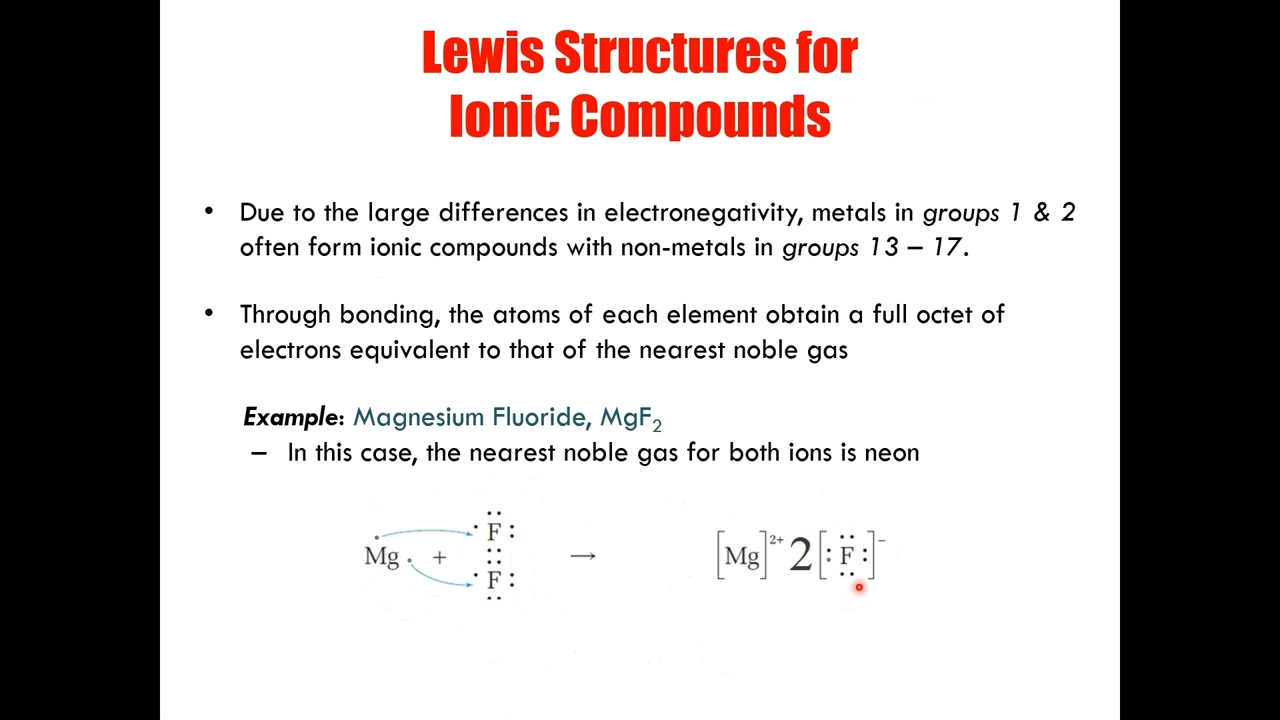 Lewis Structures for
Ionic Compounds
• Due to the large differences in electronegativity, metals in groups 1 & 2
often form ionic compounds with non-metals in groups 13 – 17.
• Through bonding, the atoms of each element obtain a full octet of
electrons equivalent to that of the nearest noble gas
Example: Magnesium Fluoride, MgF₂
– In this case, the nearest noble gas for both ions is neon
F
Mg + → [Mg]²⁺ 2[F]⁻
F